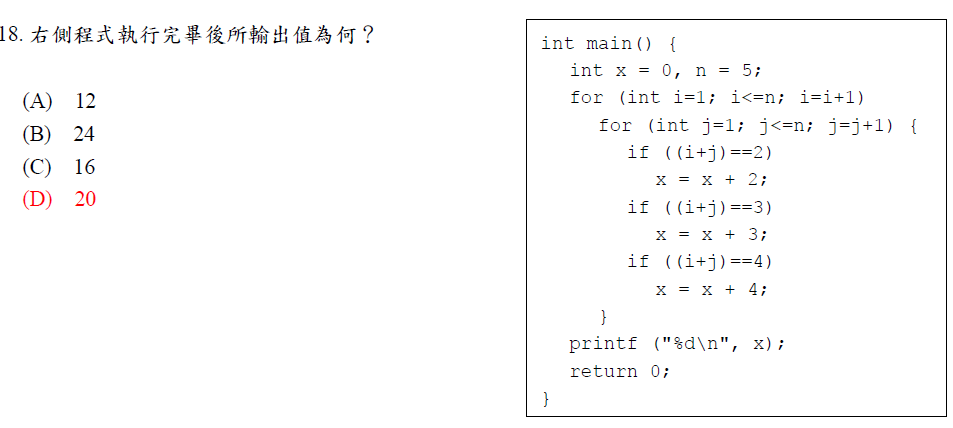 18. 右側程式執行完畢後所輸出值為何？
(A) 12
(B) 24
(C) 16
(D) 20
int main() {
int x = 0, n = 5;
for (int i=1; i<=n; i=i+1)
for (int j=1; j<=n; j=j+1) {
if ((i+j)==2)
x = x + 2;
if ((i+j)==3)
x = x + 3;
if ((i+j)==4)
x = x + 4;
}
printf ("%d\n", x);
return 0;
}